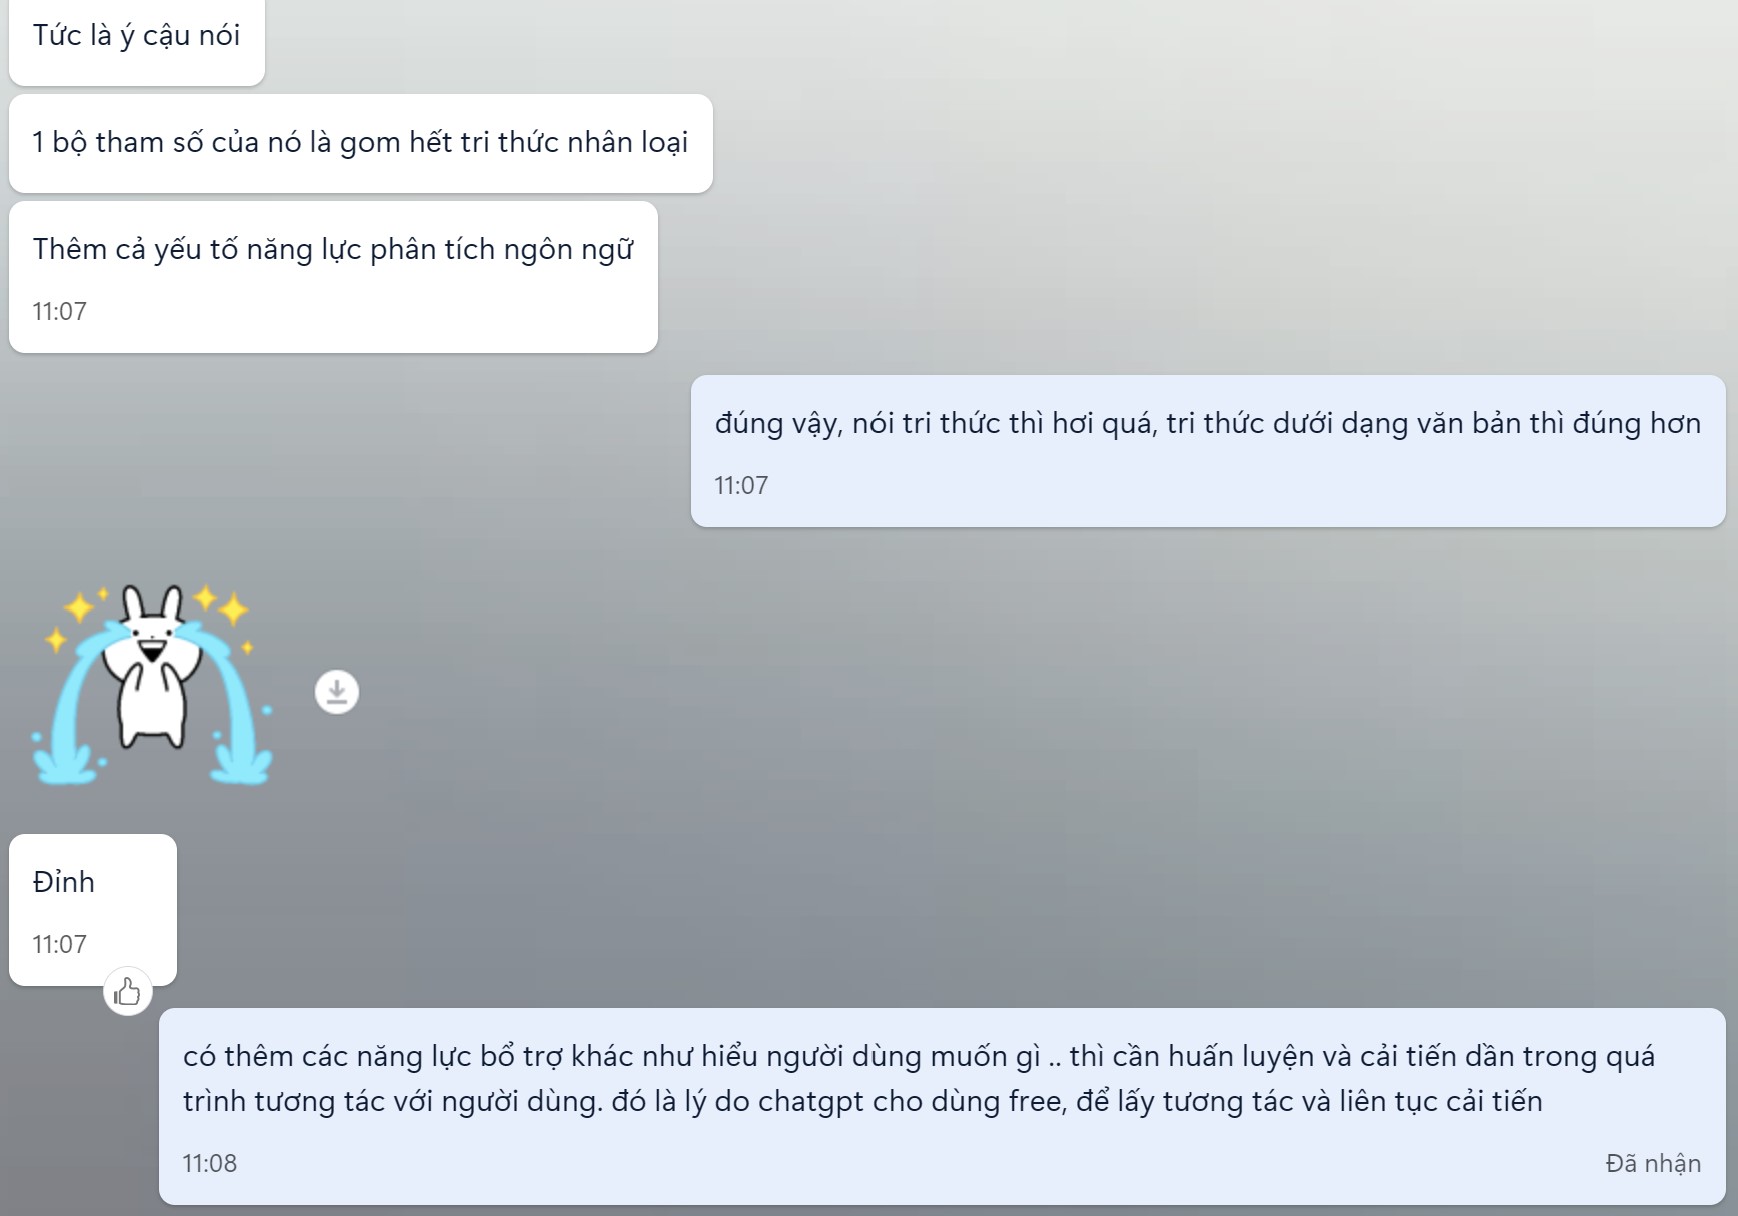 Tức là ý cậu nói
1 bộ tham số của nó là gom hết tri thức nhân loại
Thêm cả yếu tố năng lực phân tích ngôn ngữ
11:07
đúng vậy, nói tri thức thì hơi quá, tri thức dưới dạng văn bản thì đúng hơn
11:07
Đỉnh
11:07
có thêm các năng lực bổ trợ khác như hiểu người dùng muốn gì .. thì cần huấn luyện và cải tiến dần trong quá
trình tương tác với người dùng. đó là lý do chatgpt cho dùng free, để lấy tương tác và liên tục cải tiến
11:08
Đã nhận